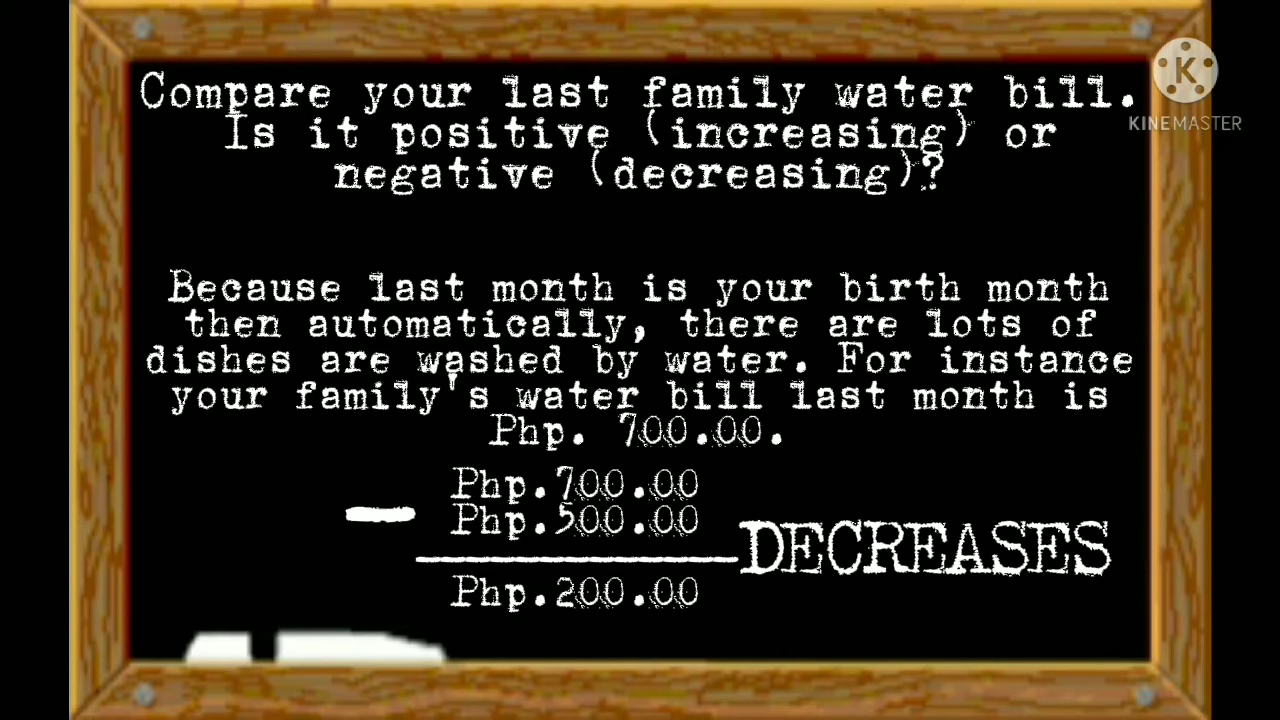 Compare your last family water bill.
Is it positive (increasing) or
negative (decreasing)?
K
KINEMASTER
Because last month is your birth month
then automatically, there are lots of
dishes are washed by water. For instance
your family's water bill last month is
Php. 700.00.
Php.700.00
— Php.500.00
DECREASES
Php.200.00